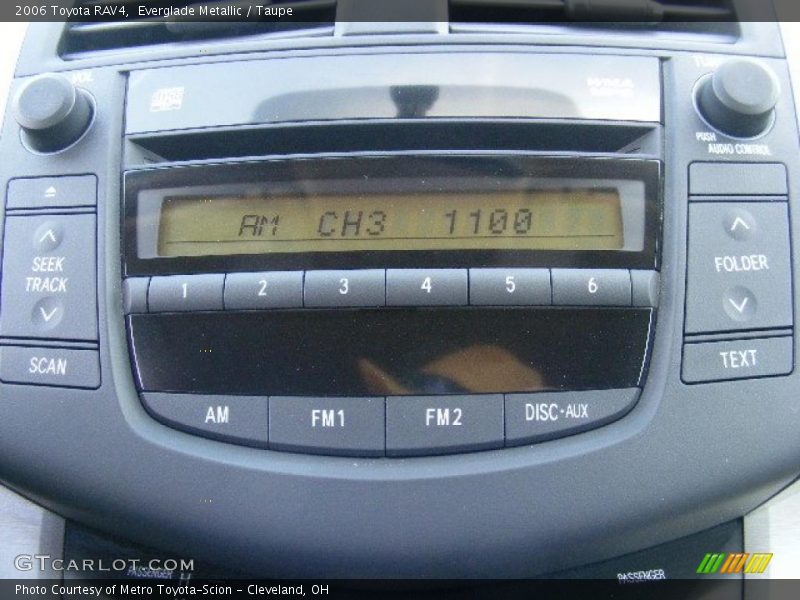 2006 Toyota RAV4, Everglade Metallic / Taupe
VOL
TUNE
PUSH
AUDIO CONTROL
AM CH3 1100
SEEK
TRACK
FOLDER
1 2 3 4 5 6
SCAN
TEXT
AM FM1 FM2 DISC·AUX
GTCARLOT.COM
PASSENGER
PASSENGER
Photo Courtesy of Metro Toyota-Scion - Cleveland, OH